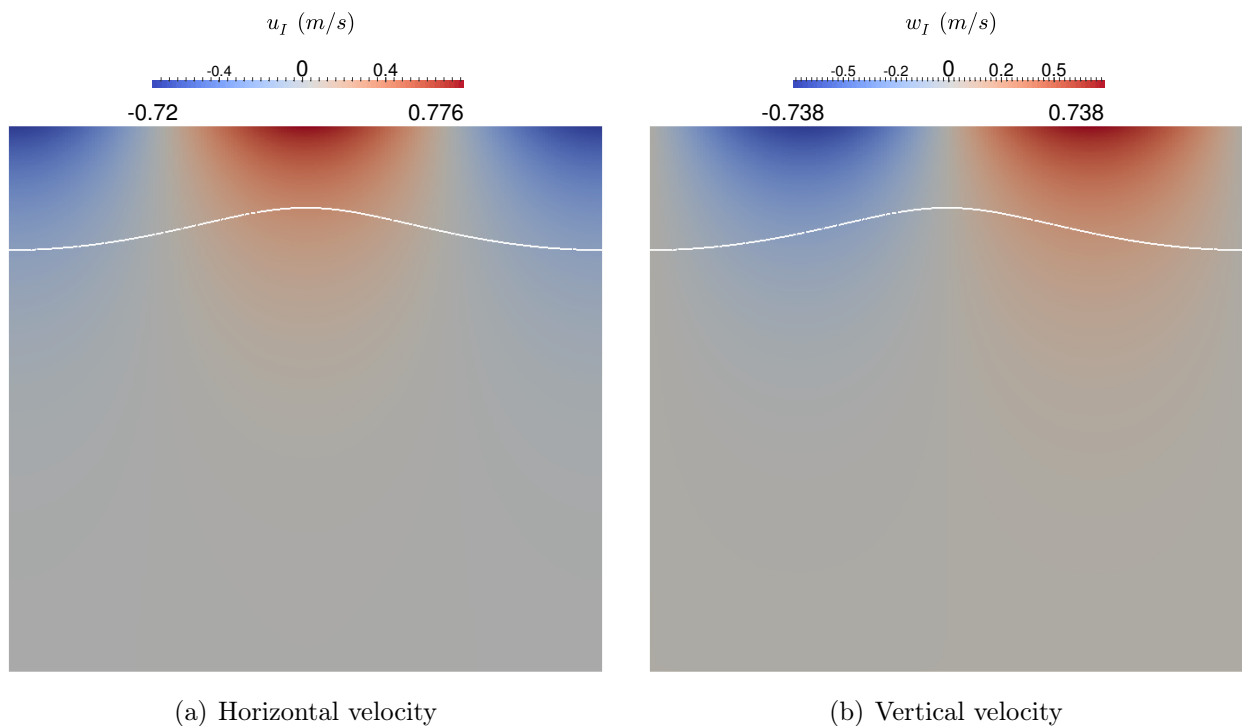 u_I (m/s)
-0.4 0 0.4
-0.72 0.776
(a) Horizontal velocity
w_I (m/s)
-0.5 -0.2 0 0.2 0.5
-0.738 0.738
(b) Vertical velocity